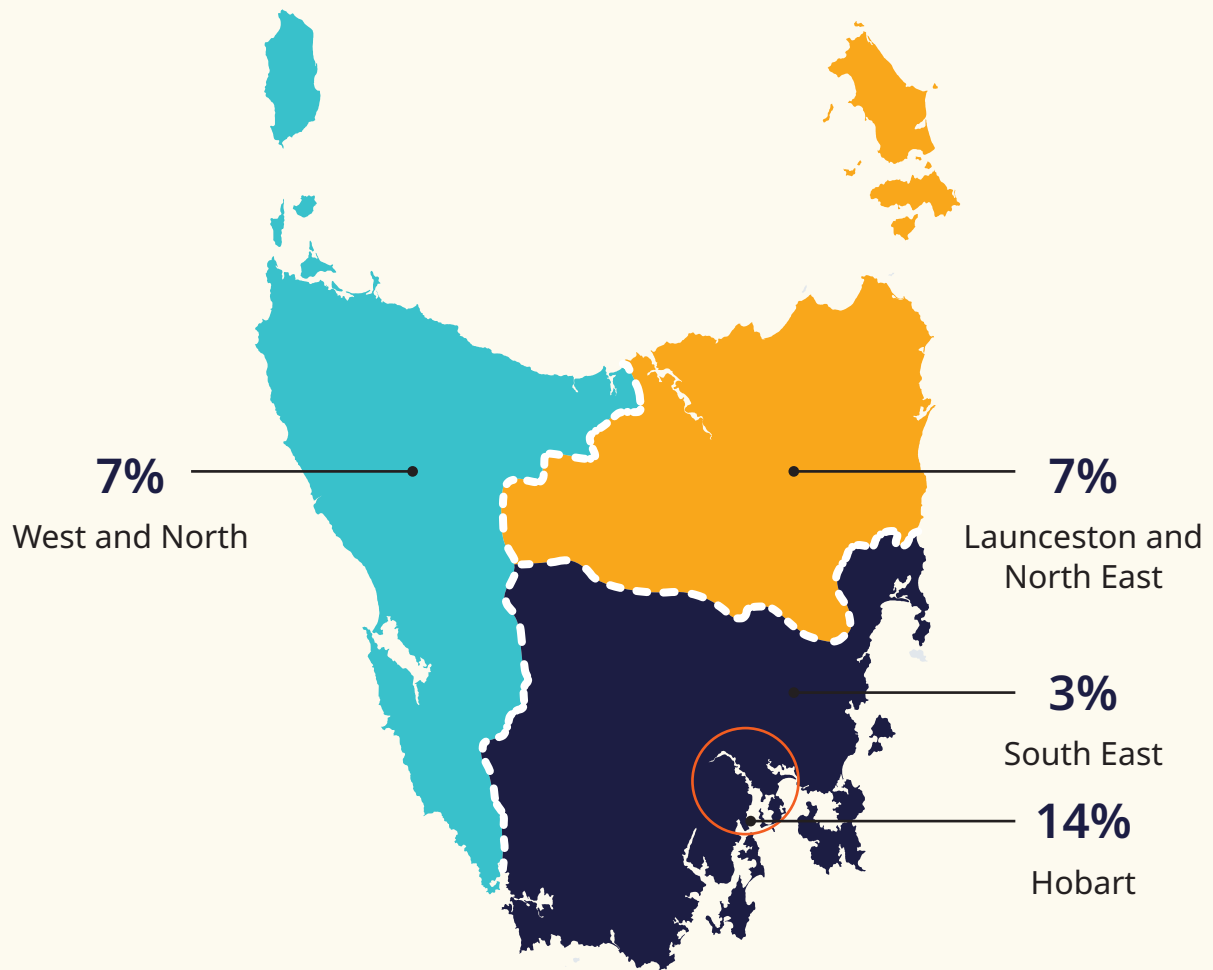 7%
West and North
7%
Launceston and
North East
3%
South East
14%
Hobart